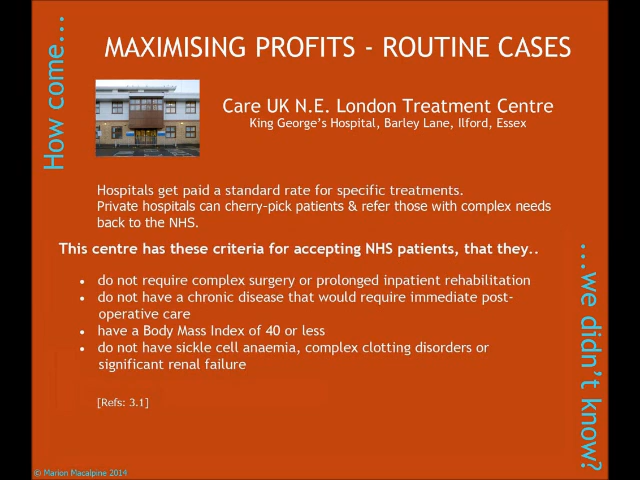 How come...
MAXIMISING PROFITS - ROUTINE CASES
Care UK N.E. London Treatment Centre
King George's Hospital, Barley Lane, Ilford, Essex
Hospitals get paid a standard rate for specific treatments.
Private hospitals can cherry-pick patients & refer those with complex needs
back to the NHS.
This centre has these criteria for accepting NHS patients, that they..
• do not require complex surgery or prolonged inpatient rehabilitation
• do not have a chronic disease that would require immediate post-
operative care
• have a Body Mass Index of 40 or less
• do not have sickle cell anaemia, complex clotting disorders or
significant renal failure
[Refs: 3.1]
...we didn't know?
© Marion Macalpine 2014